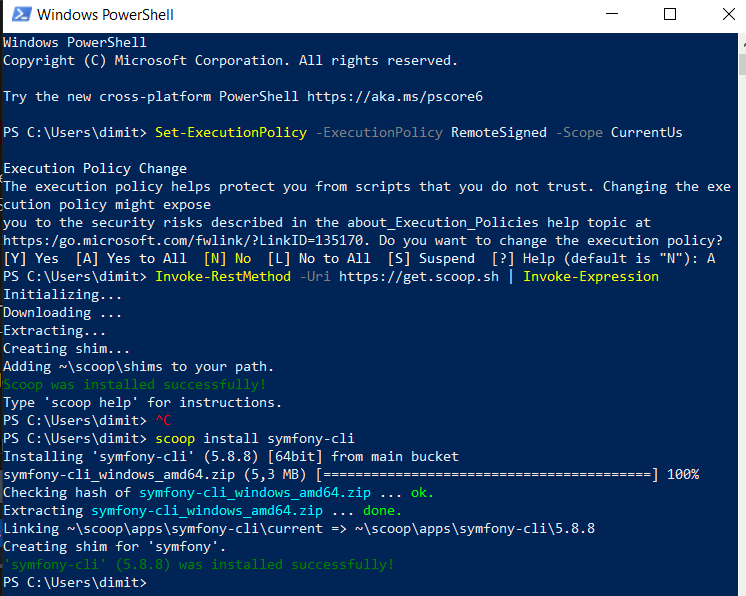 Windows PowerShell
Windows PowerShell
Copyright (C) Microsoft Corporation. All rights reserved.
Try the new cross-platform PowerShell https://aka.ms/pscore6
PS C:\Users\dimit> Set-ExecutionPolicy -ExecutionPolicy RemoteSigned -Scope CurrentUs
Execution Policy Change
The execution policy helps protect you from scripts that you do not trust. Changing the exe
cution policy might expose
you to the security risks described in the about_Execution_Policies help topic at
https:/go.microsoft.com/fwlink/?LinkID=135170. Do you want to change the execution policy?
[Y] Yes  [A] Yes to All  [N] No  [L] No to All  [S] Suspend  [?] Help (default is "N"): A
PS C:\Users\dimit> Invoke-RestMethod -Uri https://get.scoop.sh | Invoke-Expression
Initializing...
Downloading ...
Extracting...
Creating shim...
Adding ~\scoop\shims to your path.
Scoop was installed successfully!
Type 'scoop help' for instructions.
PS C:\Users\dimit> ^C
PS C:\Users\dimit> scoop install symfony-cli
Installing 'symfony-cli' (5.8.8) [64bit] from main bucket
symfony-cli_windows_amd64.zip (5,3 MB) [=========================================] 100%
Checking hash of symfony-cli_windows_amd64.zip ... ok.
Extracting symfony-cli_windows_amd64.zip ... done.
Linking ~\scoop\apps\symfony-cli\current => ~\scoop\apps\symfony-cli\5.8.8
Creating shim for 'symfony'.
'symfony-cli' (5.8.8) was installed successfully!
PS C:\Users\dimit>